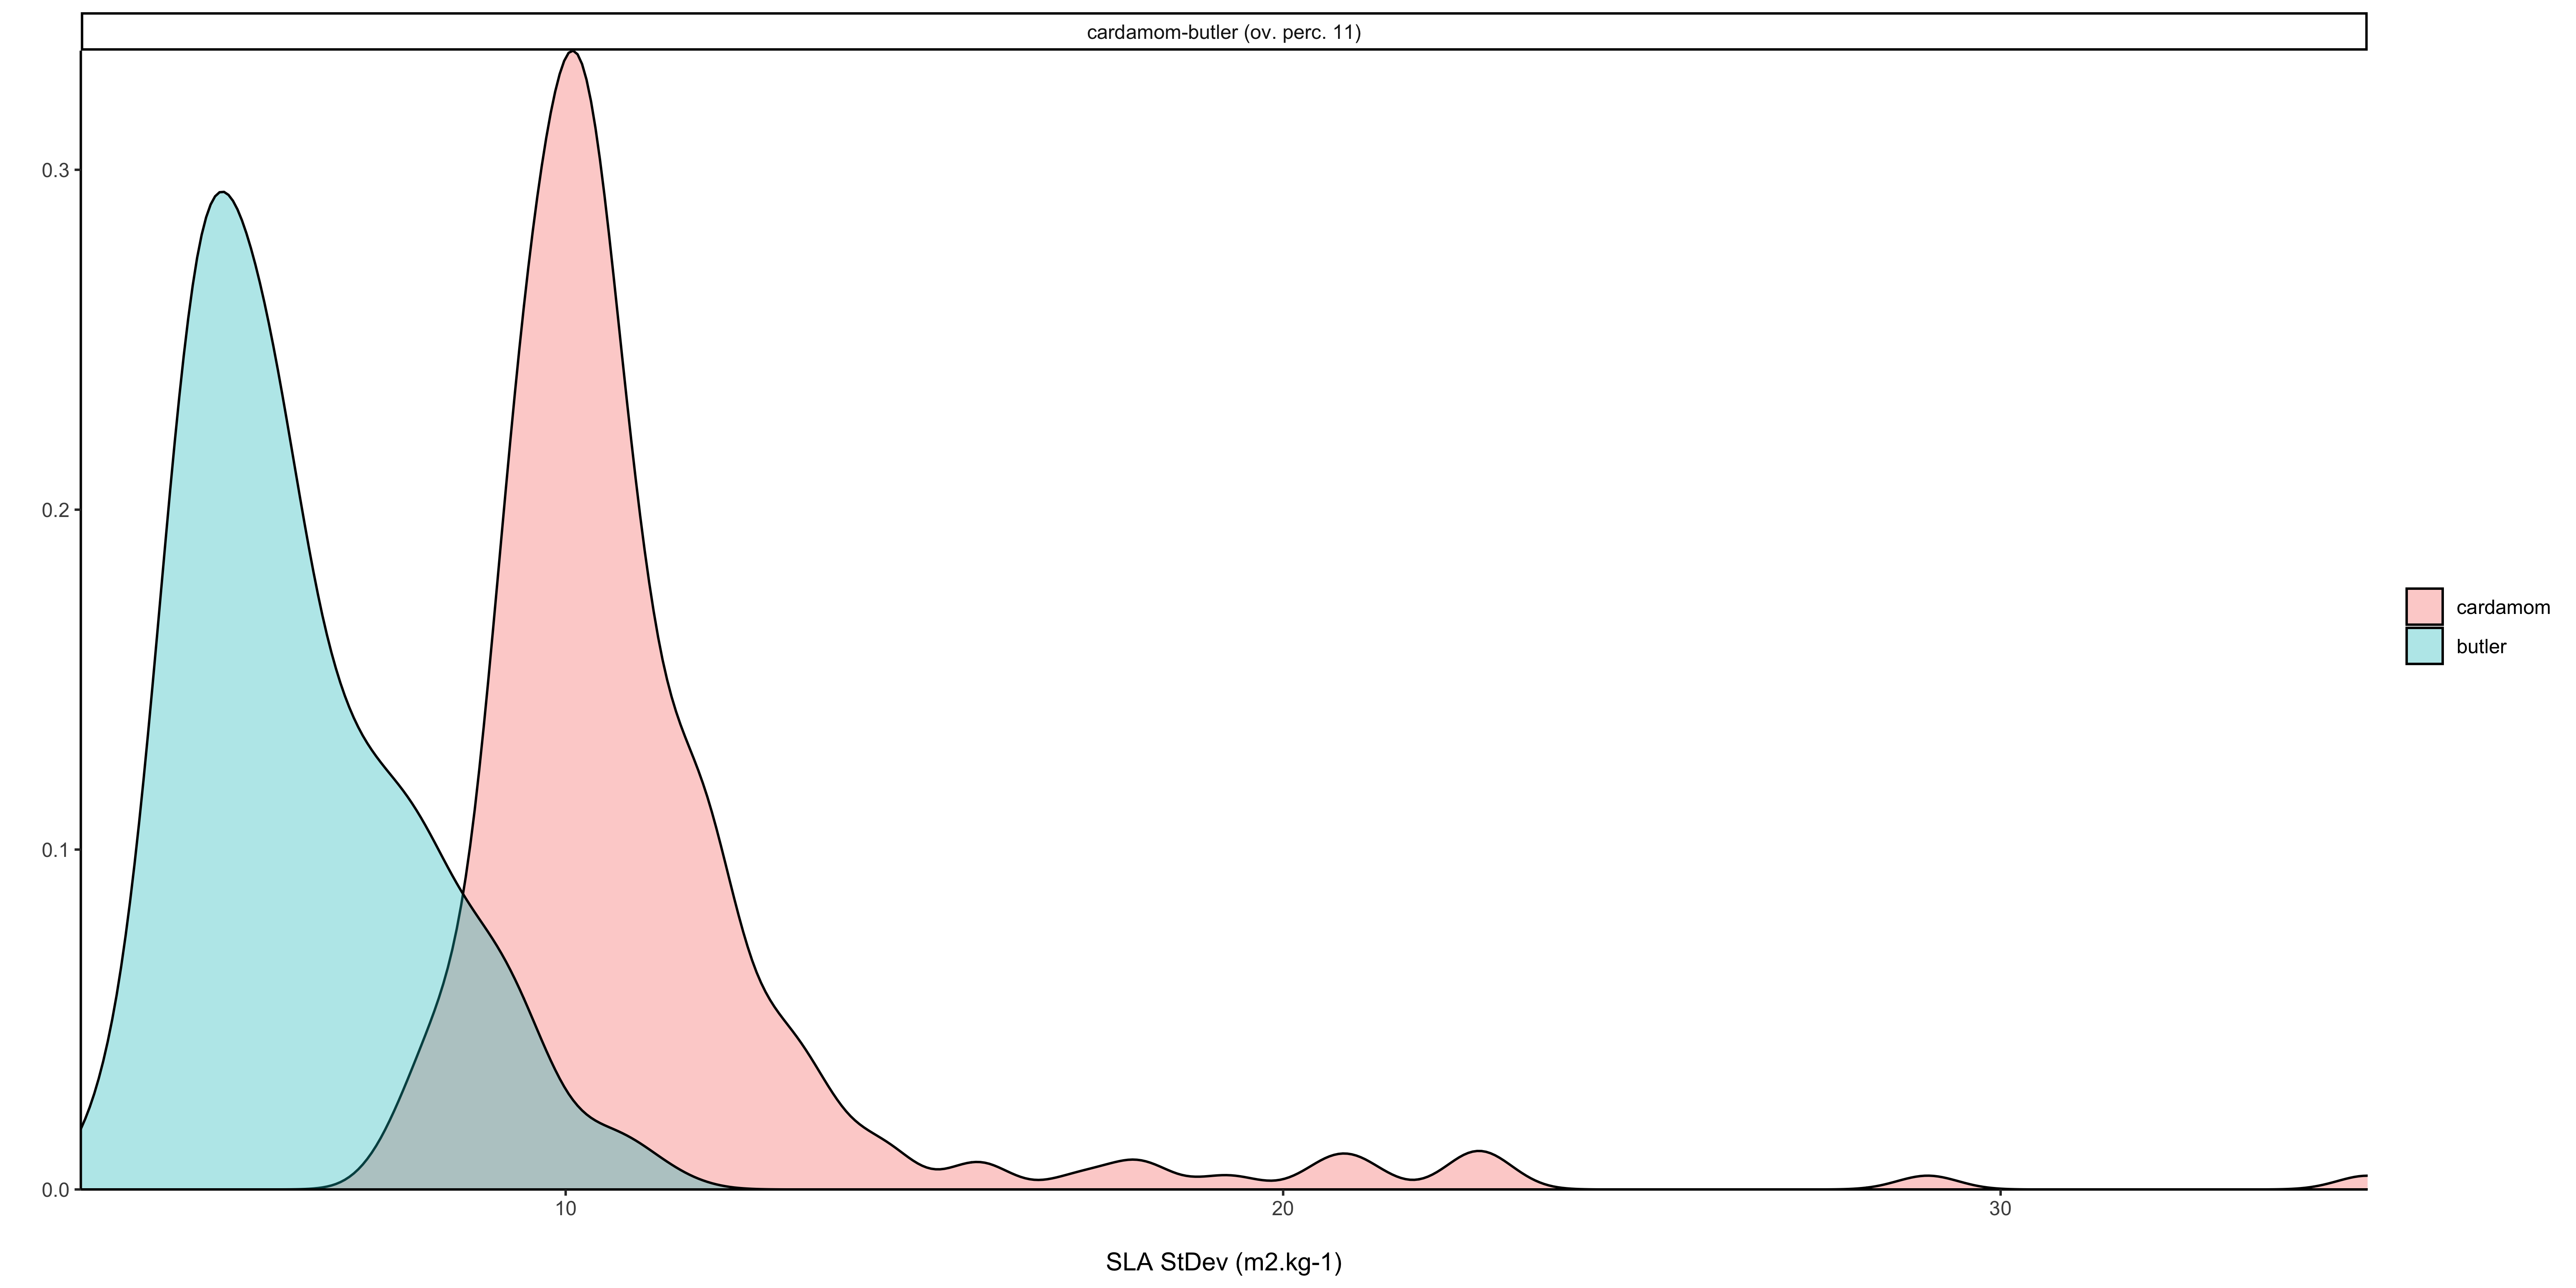 cardamom-butler (ov. perc. 11)
0.3
0.2
0.1
0.0
10 20 30
SLA StDev (m2.kg-1)
cardamom
butler